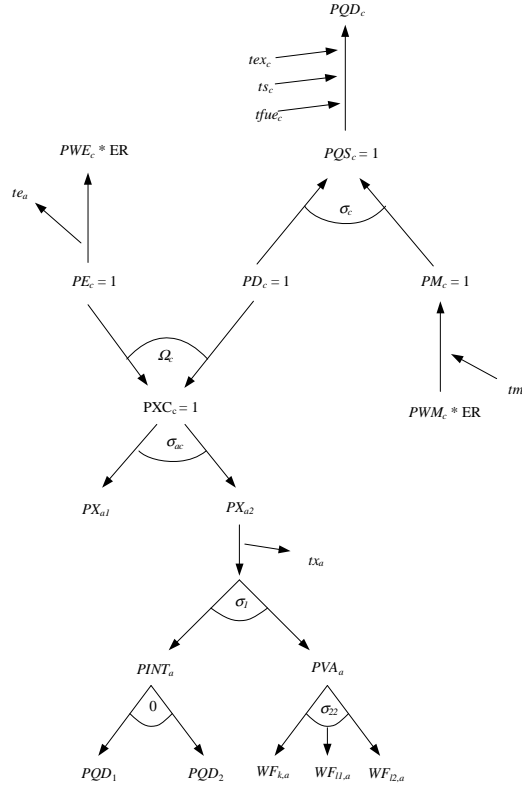 PQD_c
tex_c
ts_c
tfue_c
PWE_c * ER
PQS_c = 1
te_a
σ_c
PE_c = 1
PD_c = 1
PM_c = 1
Ω_c
tm
PXC_c = 1
PWM_c * ER
σ_ac
PX_a1
PX_a2
tx_a
σ_1
PINT_a
PVA_a
0
σ_22
PQD_1
PQD_2
WF_k,a
WF_l1,a
WF_l2,a